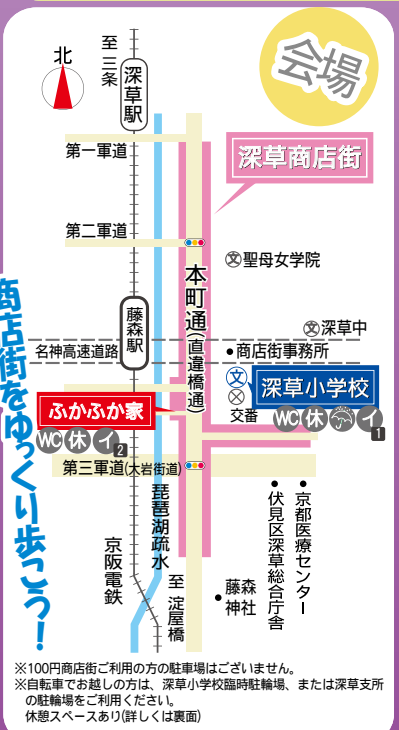 会場
北
至 三条
深草駅
第一軍道
深草商店街
第二軍道
本町通(直違橋通)
文 聖母女学院
文 深草中
藤森駅
名神高速道路
商店街事務所
文
深草小学校
交番
WC 休 イ 1
ふかふか家
WC 休 イ 2
第三軍道(大岩街道)
商店街をゆっくり歩こう!
京阪電鉄
琵琶湖疏水
至 淀屋橋
藤森
神社
伏見区深草総合庁舎
京都医療センター
※100円商店街ご利用の方の駐車場はございません。
※自転車でお越しの方は、深草小学校臨時駐輪場、または深草支所
の駐輪場をご利用ください。
休憩スペースあり(詳しくは裏面)